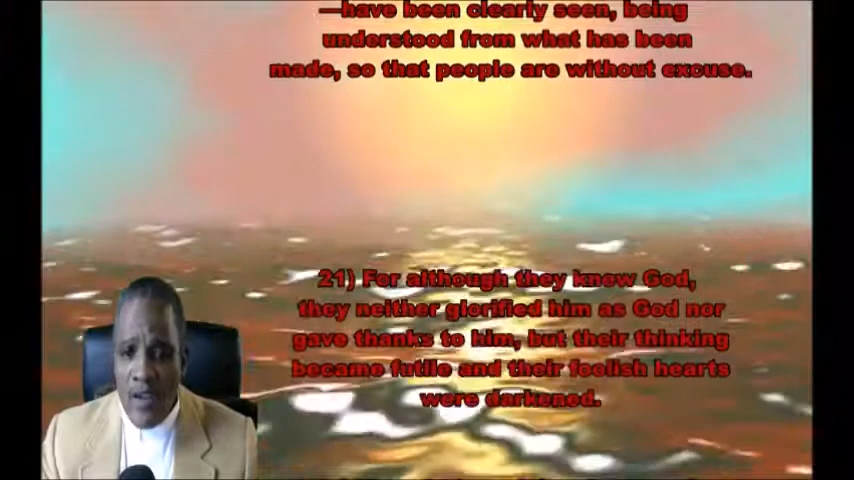 —have been clearly seen, being
understood from what has been
made, so that people are without excuse.
21) For although they knew God,
they neither glorified him as God nor
gave thanks to him, but their thinking
became futile and their foolish hearts
were darkened.